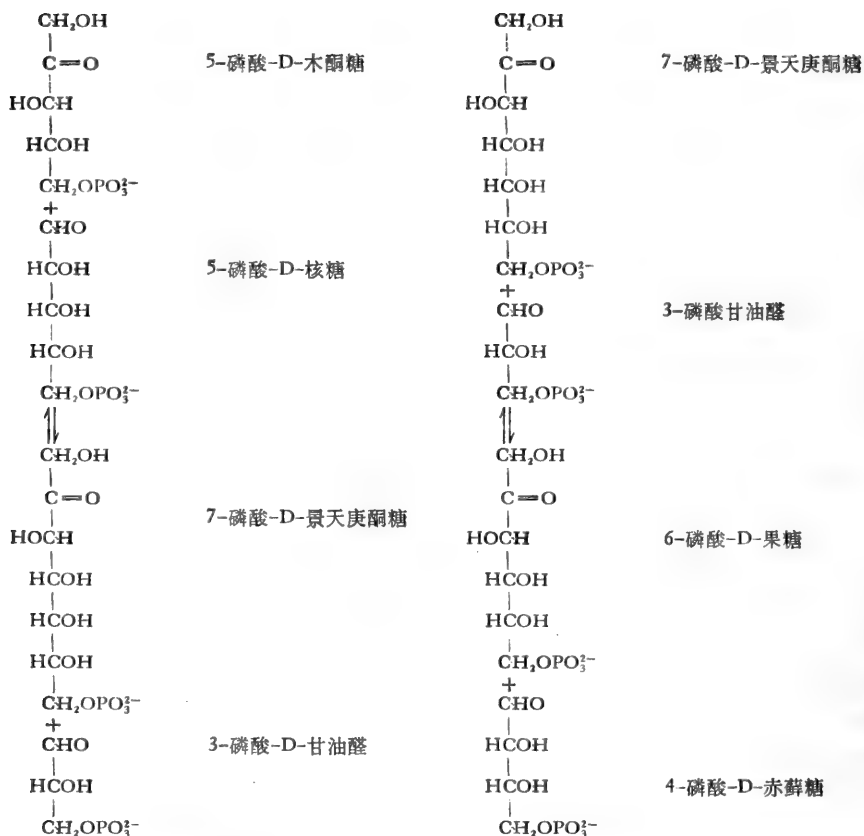 CH₂OH
C=O 5-磷酸-D-木酮糖
HOCH
HCOH
CH₂OPO₃²⁻
+
CHO
HCOH 5-磷酸-D-核糖
HCOH
HCOH
CH₂OPO₃²⁻
⇌
CH₂OH
C=O
7-磷酸-D-景天庚酮糖
HOCH
HCOH
HCOH
HCOH
CH₂OPO₃²⁻
+
CHO 3-磷酸-D-甘油醛
HCOH
CH₂OPO₃²⁻
CH₂OH
C=O 7-磷酸-D-景天庚酮糖
HOCH
HCOH
HCOH
HCOH
CH₂OPO₃²⁻
+
CHO 3-磷酸甘油醛
HCOH
CH₂OPO₃²⁻
⇌
CH₂OH
C=O
HOCH 6-磷酸-D-果糖
HCOH
HCOH
CH₂OPO₃²⁻
+
CHO
HCOH
HCOH 4-磷酸-D-赤藓糖
CH₂OPO₃²⁻